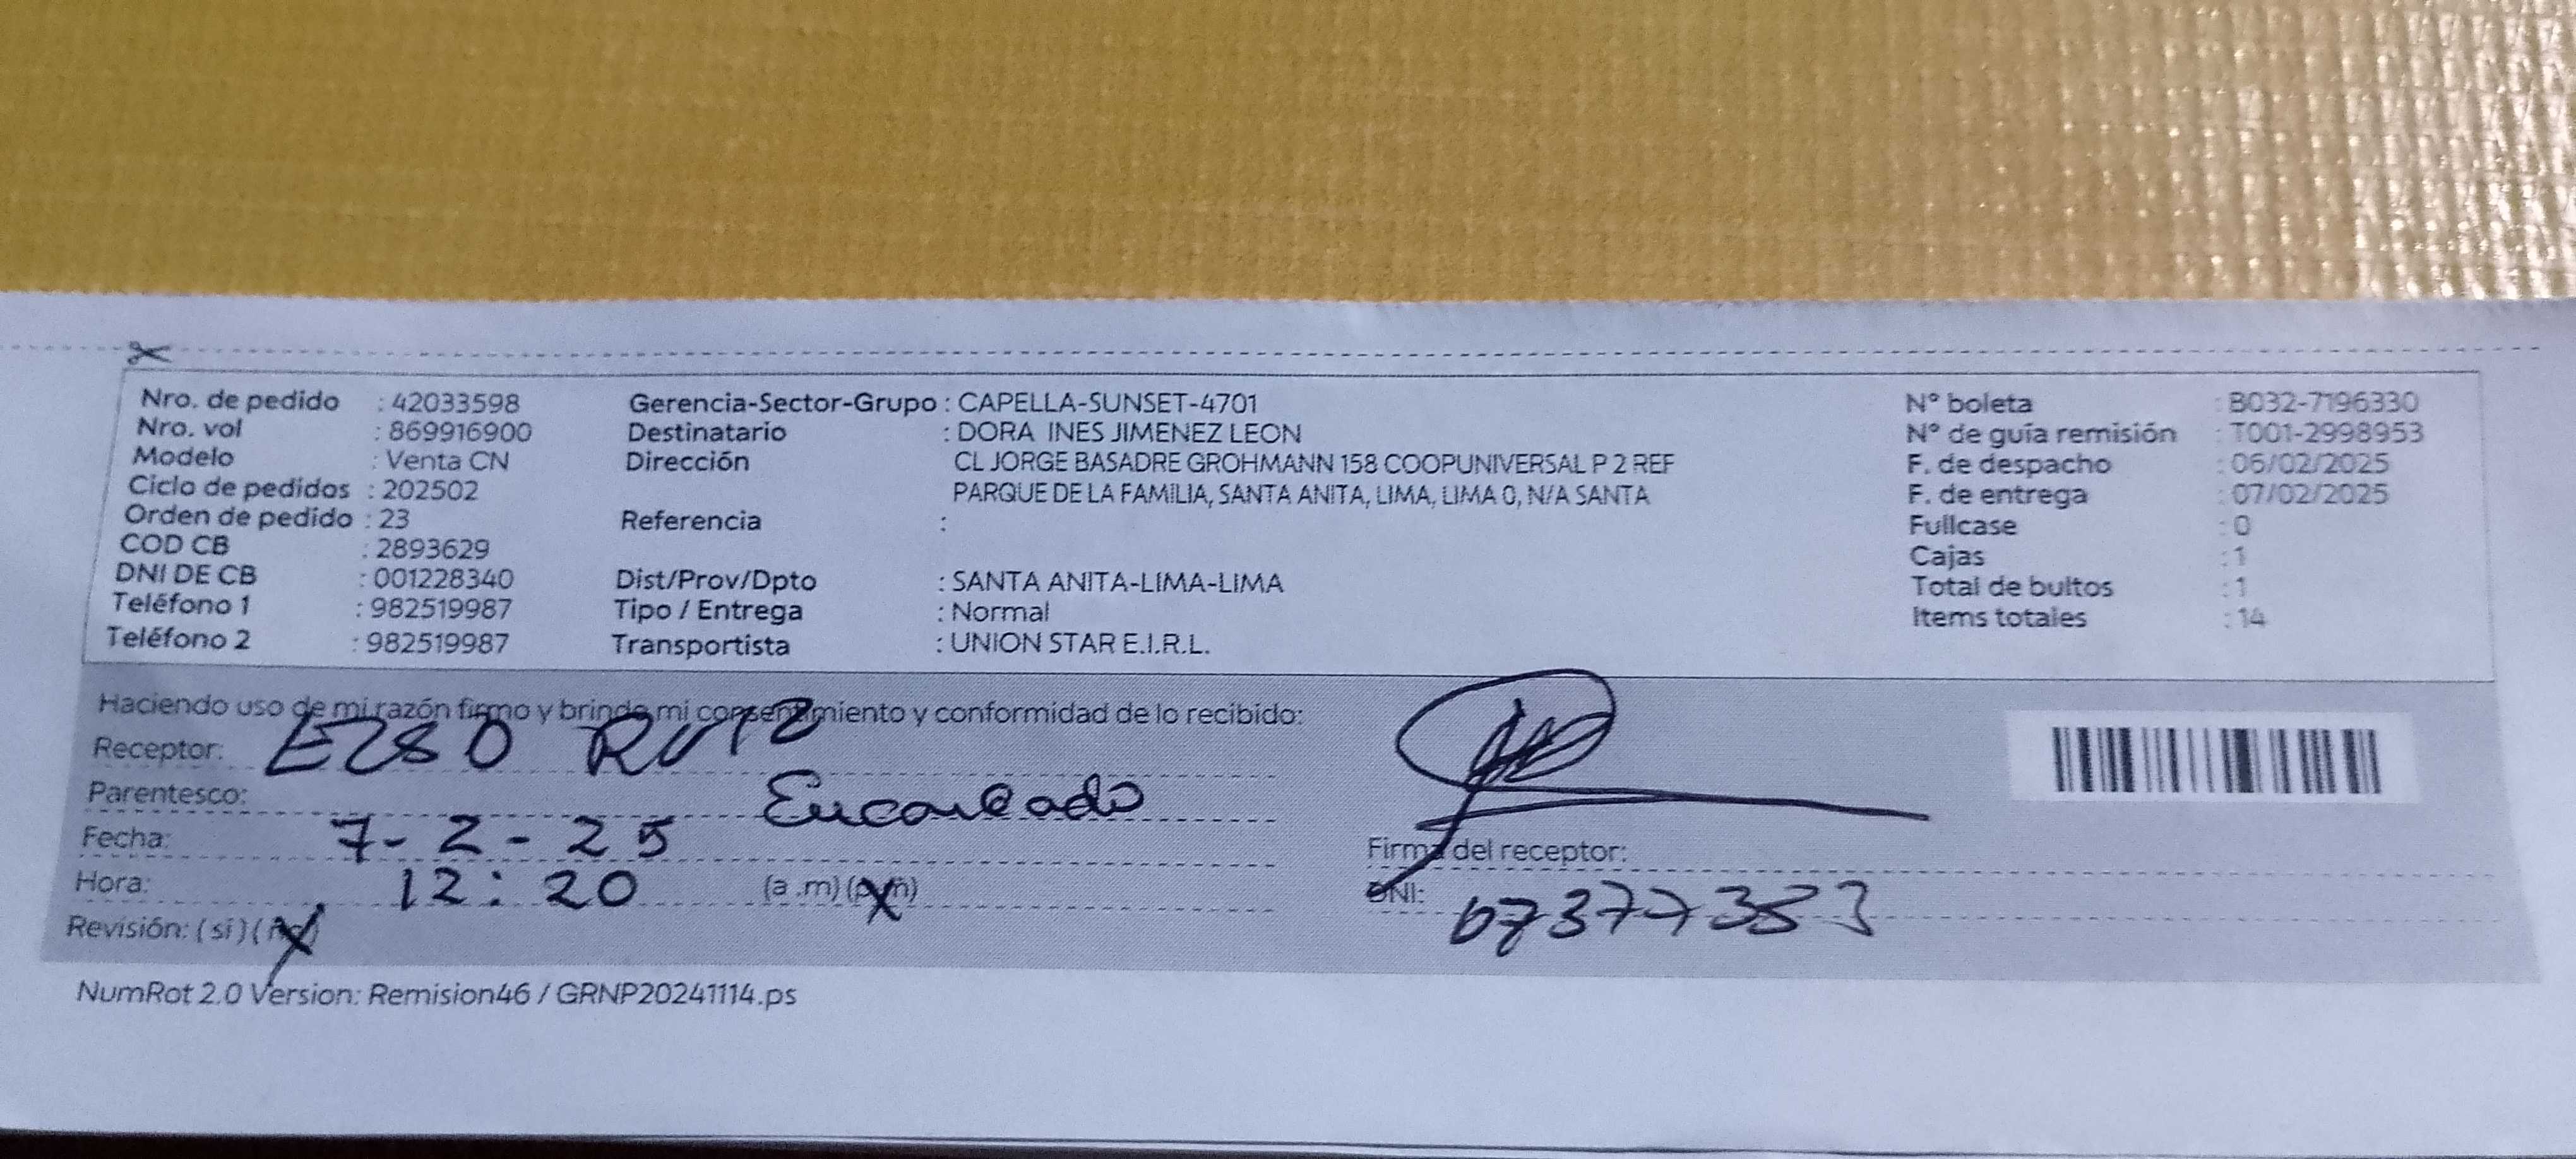 Nro. de pedido : 42033598 Gerencia-Sector-Grupo : CAPELLA-SUNSET-4701 N° boleta : B032-7196330
Nro. vol : 869916900 Destinatario : DORA INES JIMENEZ LEON N° de guía remisión : T001-2998953
Modelo : Venta CN Dirección CL JORGE BASADRE GROHMANN 158 COOPUNIVERSAL P 2 REF F. de despacho : 06/02/2025
Ciclo de pedidos : 202502 PARQUE DE LA FAMILIA, SANTA ANITA, LIMA, LIMA 0, N/A SANTA F. de entrega : 07/02/2025
Orden de pedido : 23 Referencia : Fullcase : 0
COD CB : 2893629 Cajas : 1
DNI DE CB : 001228340 Dist/Prov/Dpto : SANTA ANITA-LIMA-LIMA Total de bultos : 1
Teléfono 1 : 982519987 Tipo / Entrega : Normal Items totales : 14
Teléfono 2 : 982519987 Transportista : UNION STAR E.I.R.L.
Haciendo uso de mi razón firmo y brindo mi consentimiento y conformidad de lo recibido:
Receptor: Ruiz
Parentesco: Encargado
Fecha: 7-2-25 Firma del receptor:
Hora: 12:20 (a.m) (p.m) DNI:
Revisión: (si) (no)
NumRot 2.0 Version: Remision46 / GRNP20241114.ps